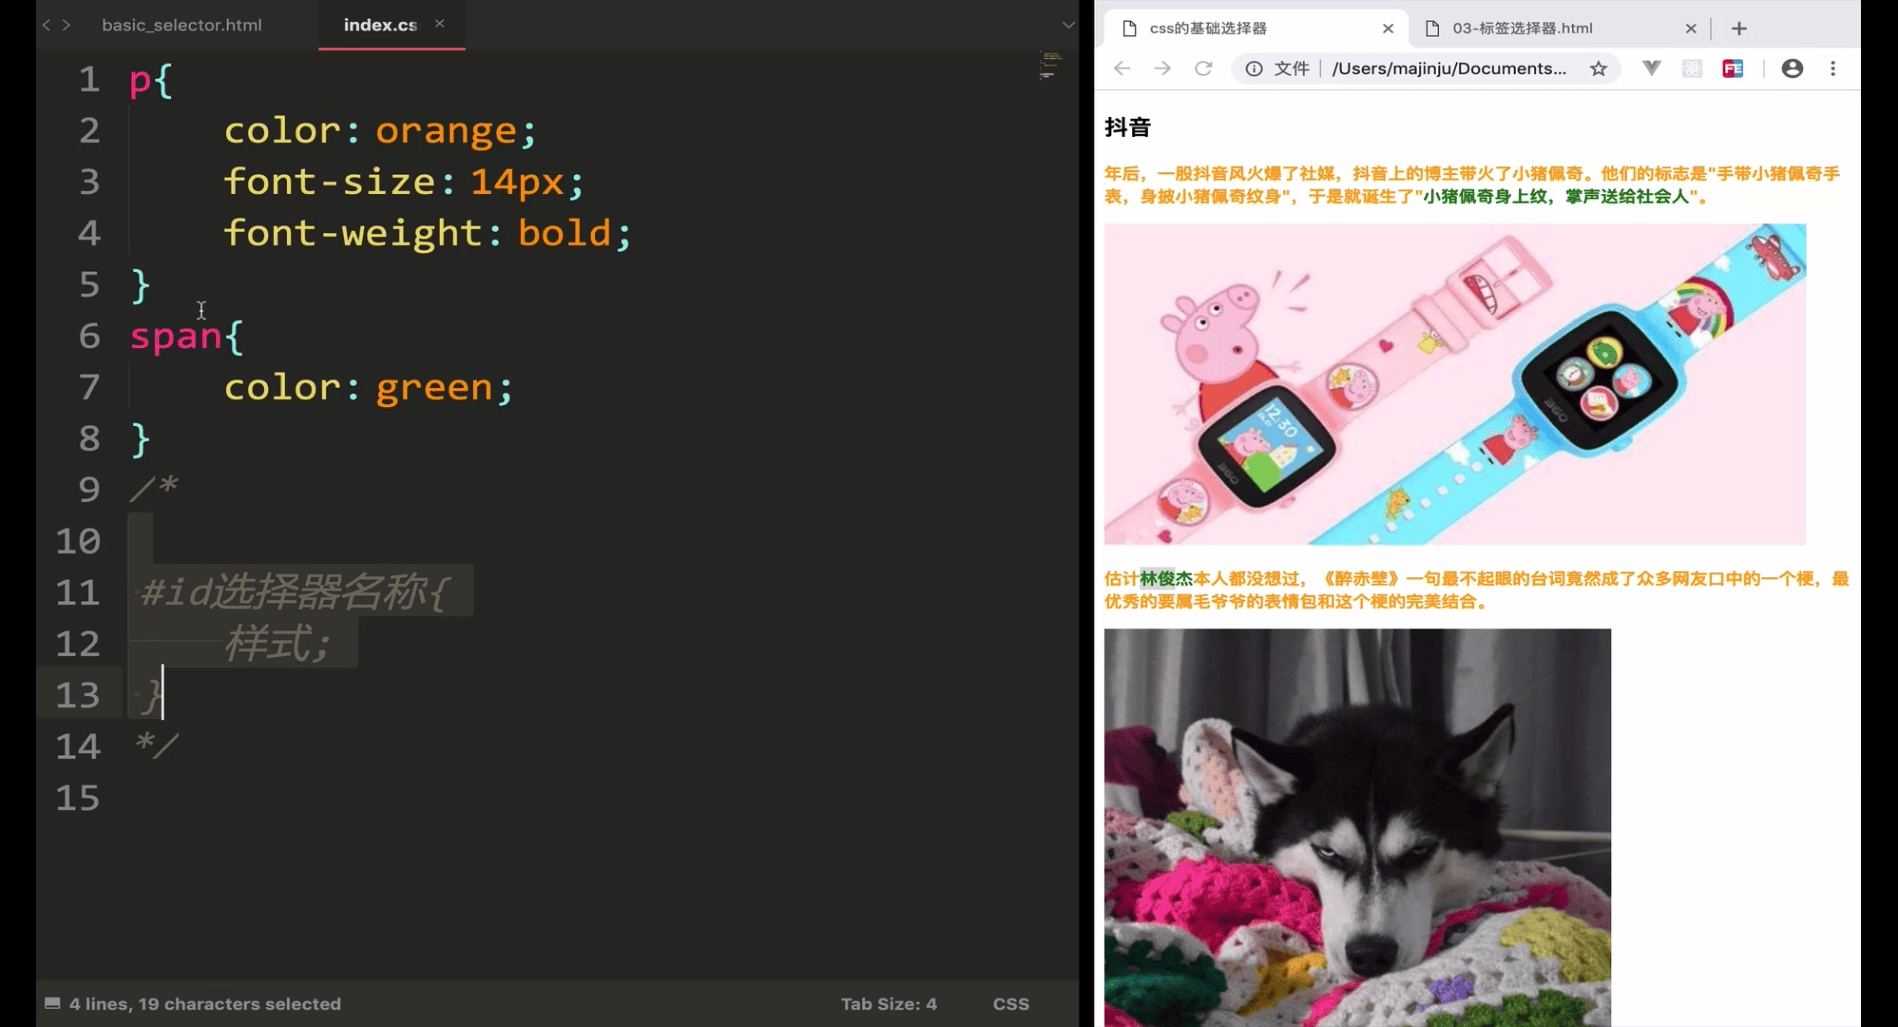 basic_selector.html
index.cs
1 p{
2 color: orange;
3 font-size: 14px;
4 font-weight: bold;
5 }
6 span{
7 color: green;
8 }
9 /*
10
11 #id选择器名称{
12 样式;
13 }
14 */
15
4 lines, 19 characters selected
Tab Size: 4
CSS
css的基础选择器
03-标签选择器.html
文件
/Users/majinju/Documents...
FE
抖音
年后，一股抖音风火爆了社媒，抖音上的博主带火了小猪佩奇。他们的标志是"手带小猪佩奇手
表，身披小猪佩奇纹身"，于是就诞生了"小猪佩奇身上纹，掌声送给社会人"。
12:30
估计林俊杰本人都没想过，《醉赤壁》一句最不起眼的台词竟然成了众多网友口中的一个梗，最
优秀的要属毛爷爷的表情包和这个梗的完美结合。